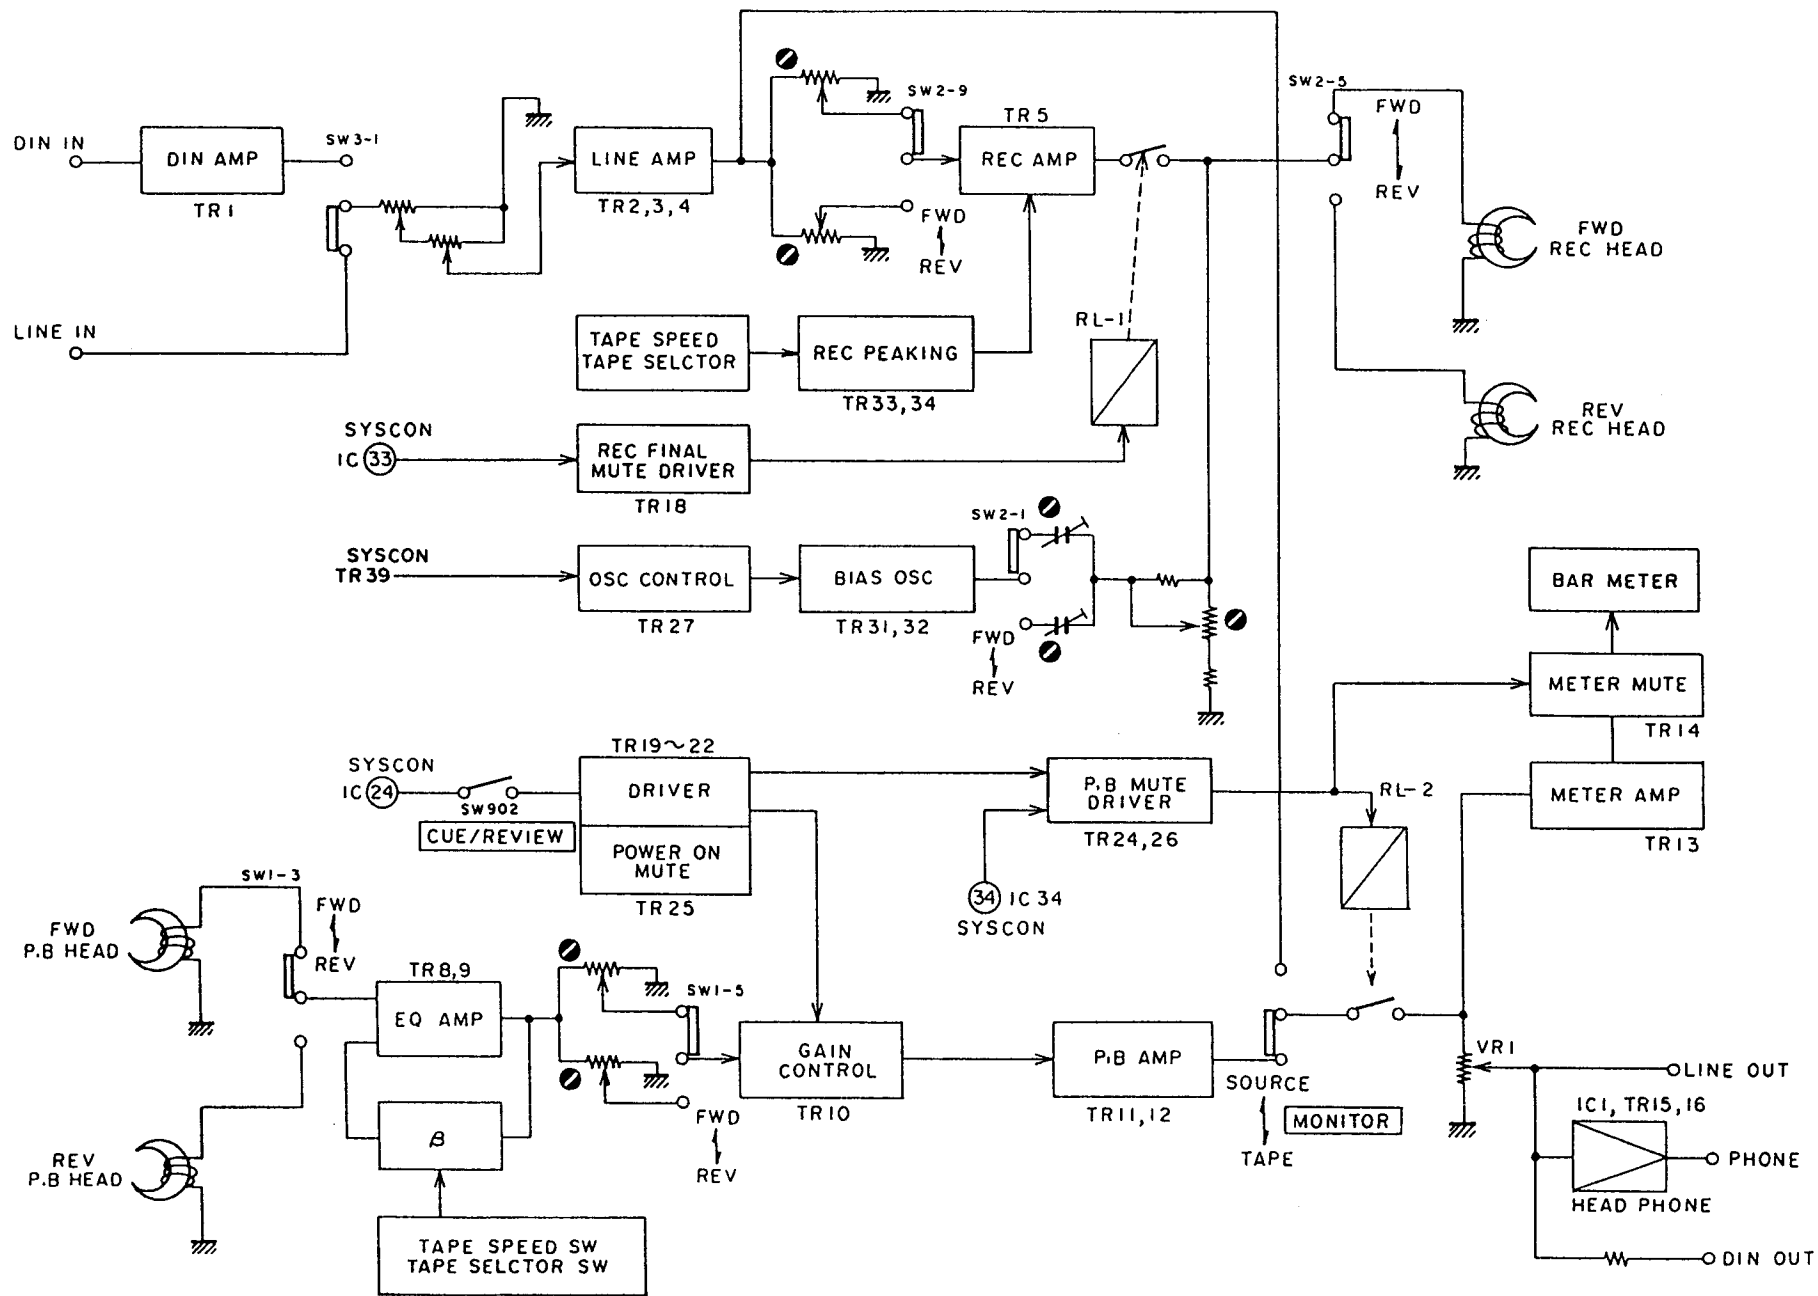 DIN IN
DIN AMP
TR1
SW3-1
LINE IN
LINE AMP
TR2,3,4
SW2-9
FWD
REV
TR5
REC AMP
SW2-5
FWD
REV
FWD
REC HEAD
REV
REC HEAD
TAPE SPEED
TAPE SELCTOR
REC PEAKING
TR33,34
RL-1
SYSCON
IC 33
REC FINAL
MUTE DRIVER
TR18
SYSCON
TR39
OSC CONTROL
TR27
BIAS OSC
TR31,32
SW2-1
FWD
REV
BAR METER
METER MUTE
TR14
METER AMP
TR13
SYSCON
IC 24
SW902
CUE/REVIEW
TR19~22
DRIVER
POWER ON
MUTE
TR25
P.B MUTE
DRIVER
TR24,26
34 IC34
SYSCON
RL-2
SW1-3
FWD
REV
FWD
P.B HEAD
REV
P.B HEAD
TR8,9
EQ AMP
β
TAPE SPEED SW
TAPE SELCTOR SW
SW1-5
FWD
REV
GAIN
CONTROL
TR10
P.B AMP
TR11,12
SOURCE
MONITOR
TAPE
VR1
LINE OUT
IC1, TR15,16
PHONE
HEAD PHONE
DIN OUT